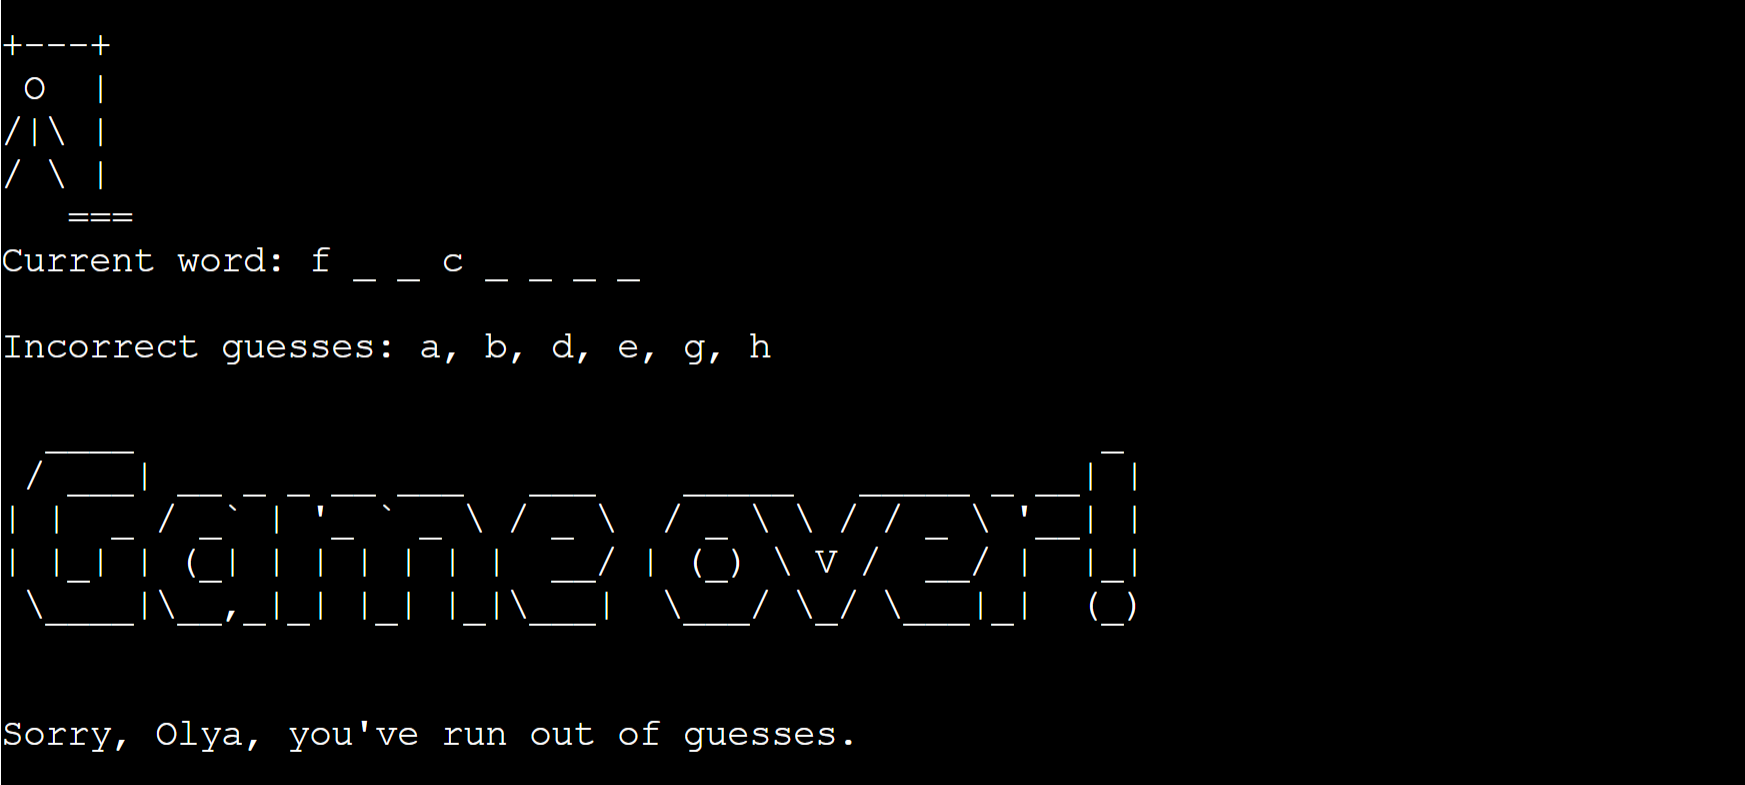 +---+
 O  |
/|\ |
/ \ |
   ===
Current word: f _ _ c _ _ _ _
Incorrect guesses: a, b, d, e, g, h
Game over!
Sorry, Olya, you've run out of guesses.